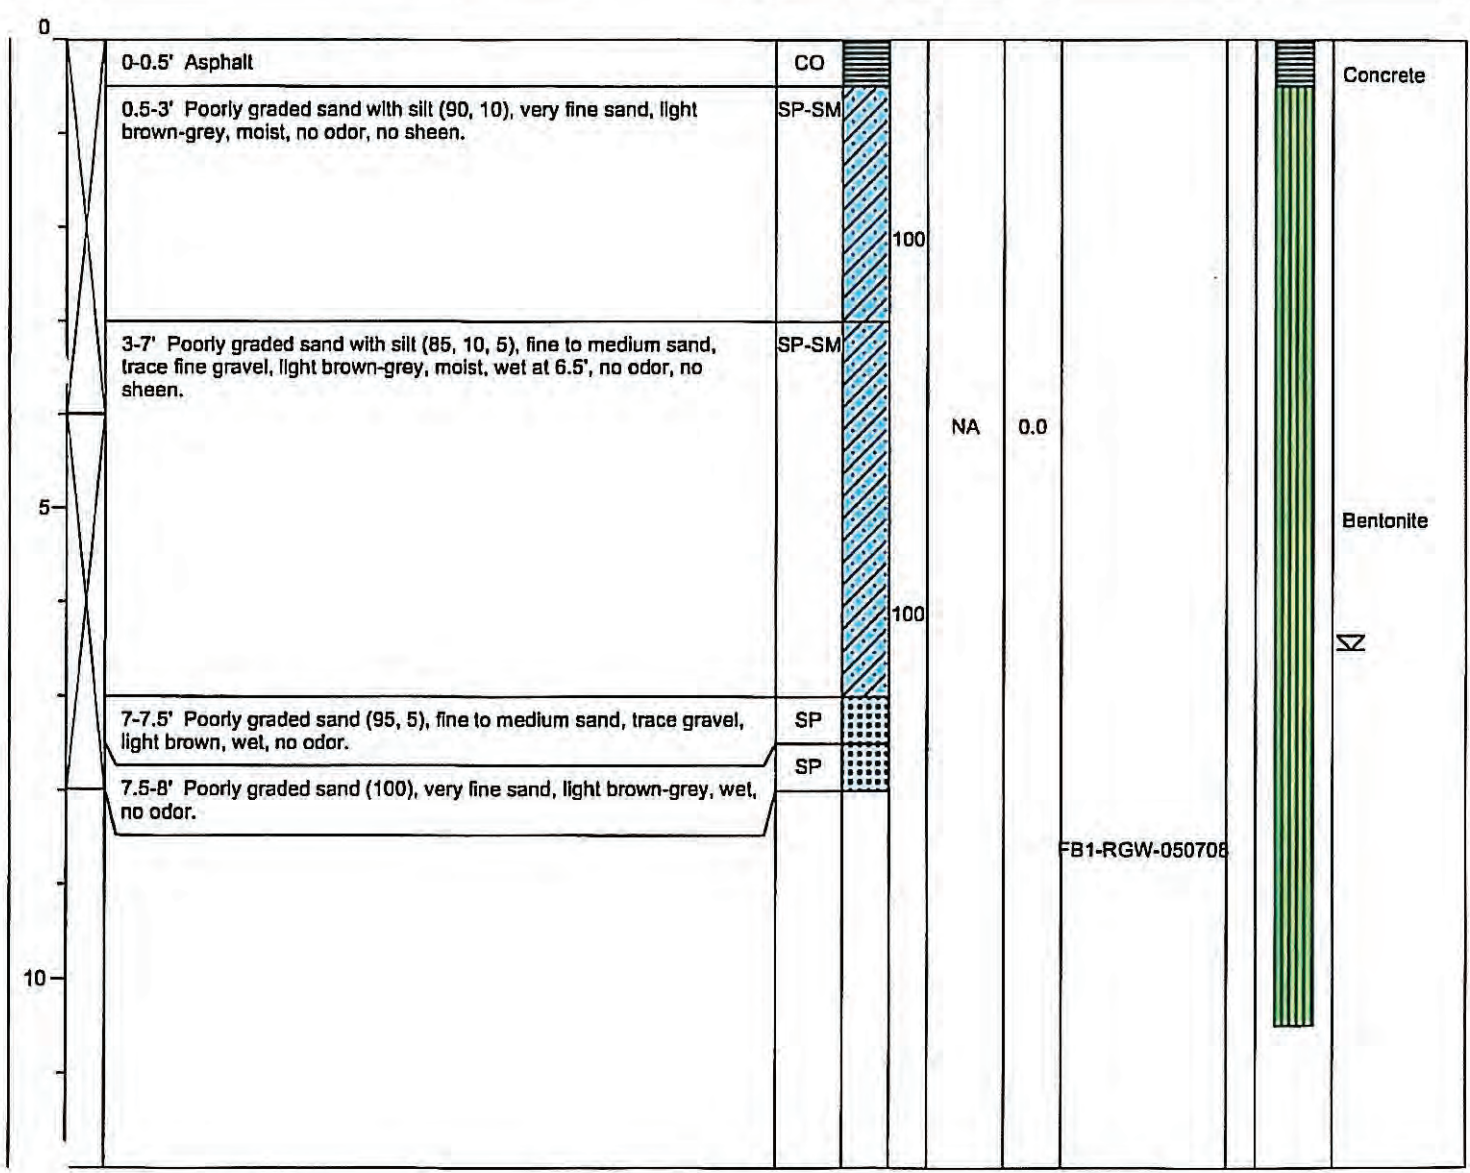 0
0-0.5' Asphalt
CO
Concrete
0.5-3' Poorly graded sand with silt (90, 10), very fine sand, light
brown-grey, moist, no odor, no sheen.
SP-SM
100
3-7' Poorly graded sand with silt (85, 10, 5), fine to medium sand,
trace fine gravel, light brown-grey, moist, wet at 6.5', no odor, no
sheen.
SP-SM
NA
0.0
5
Bentonite
100
7-7.5' Poorly graded sand (95, 5), fine to medium sand, trace gravel,
light brown, wet, no odor.
SP
SP
7.5-8' Poorly graded sand (100), very fine sand, light brown-grey, wet,
no odor.
FB1-RGW-050708
10